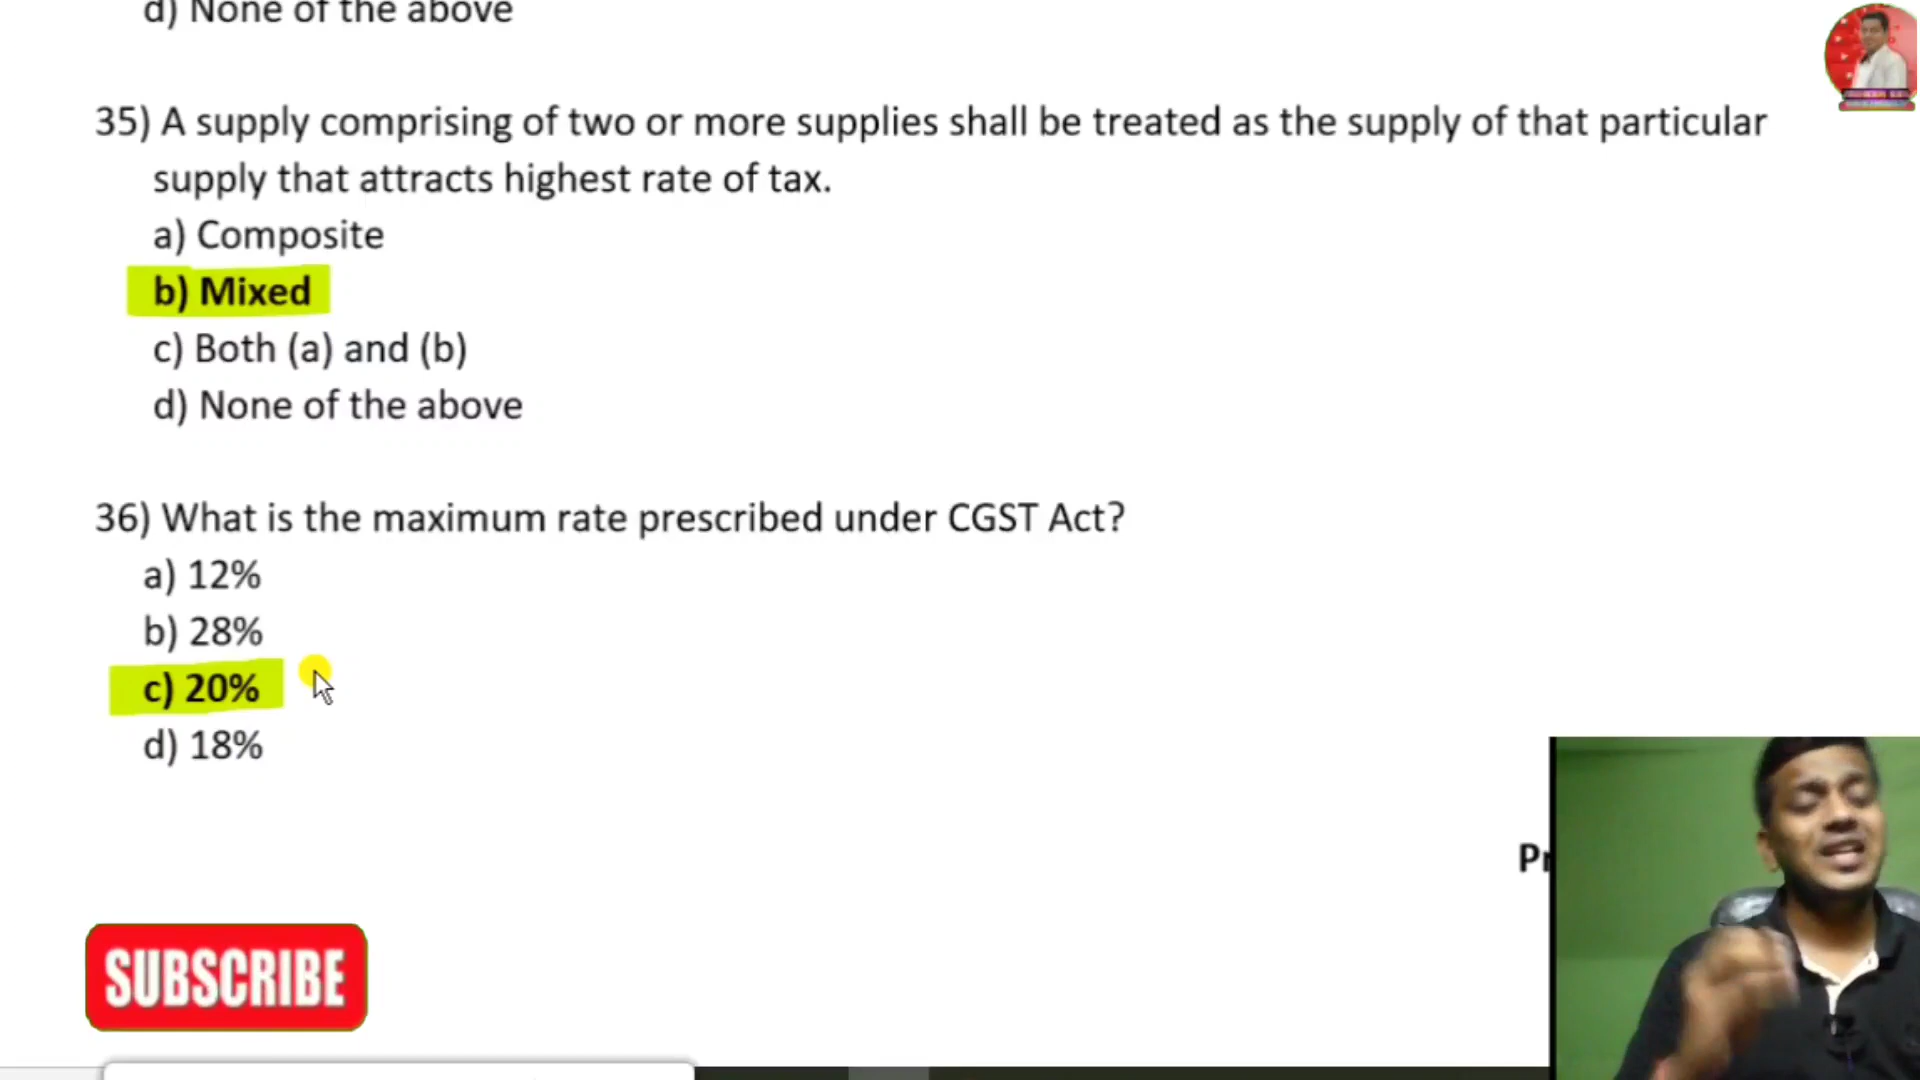 d) None of the above
35) A supply comprising of two or more supplies shall be treated as the supply of that particular
supply that attracts highest rate of tax.
a) Composite
b) Mixed
c) Both (a) and (b)
d) None of the above
36) What is the maximum rate prescribed under CGST Act?
a) 12%
b) 28%
c) 20%
d) 18%
SUBSCRIBE